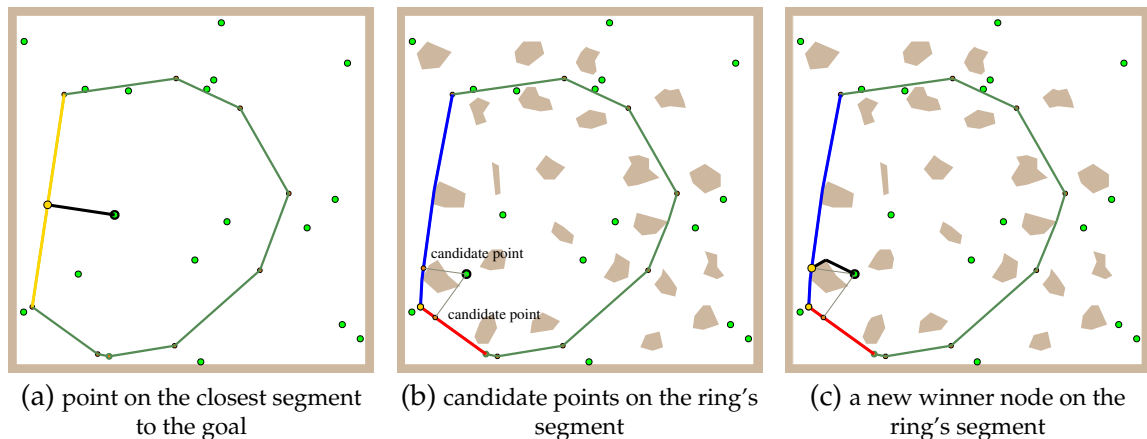 candidate point
candidate point
(a) point on the closest segment
to the goal
(b) candidate points on the ring’s
segment
(c) a new winner node on the
ring’s segment